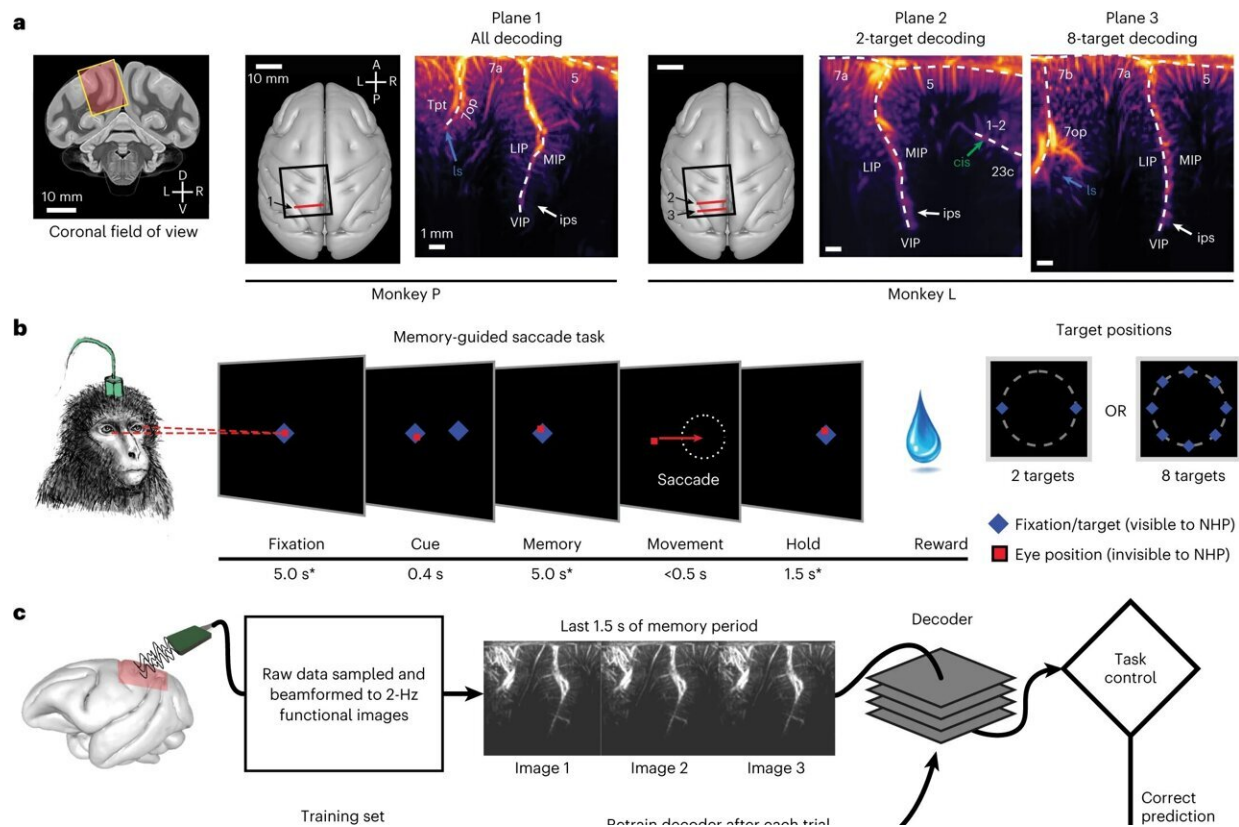 a
Plane 1
All decoding
Plane 2
2-target decoding
Plane 3
8-target decoding
10 mm
D
L R
V
Coronal field of view
10 mm
A
L R
P
1
7a
5
Tpt
7op
ls
LIP
MIP
VIP
ips
1 mm
2
3
7a
5
1–2
cis
23c
LIP
MIP
VIP
ips
7b
7a
5
7op
ls
LIP
MIP
VIP
ips
Monkey P
Monkey L
b
Memory-guided saccade task
Target positions
Saccade
OR
2 targets
8 targets
Fixation/target (visible to NHP)
Eye position (invisible to NHP)
Fixation Cue Memory Movement Hold Reward
5.0 s* 0.4 s 5.0 s* <0.5 s 1.5 s*
c
Raw data sampled and
beamformed to 2-Hz
functional images
Last 1.5 s of memory period
Image 1 Image 2 Image 3
Decoder
Task
control
Correct
prediction
Training set
Retrain decoder after each trial